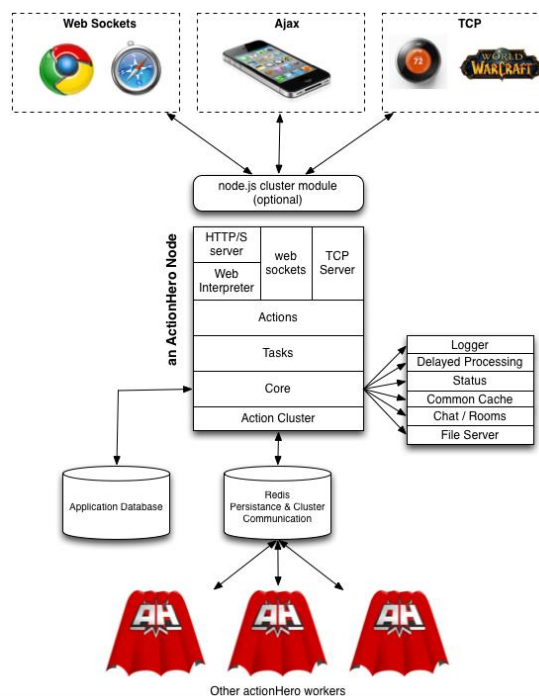 Web Sockets
Ajax
TCP
72
WORLD
OF
WARCRAFT
node.js cluster module
(optional)
an ActionHero Node
HTTP/S
server
Web
Interpreter
web
sockets
TCP
Server
Actions
Tasks
Core
Action Cluster
Logger
Delayed Processing
Status
Common Cache
Chat / Rooms
File Server
Application Database
Redis
Persistance & Cluster
Communication
AH
AH
AH
Other actionHero workers